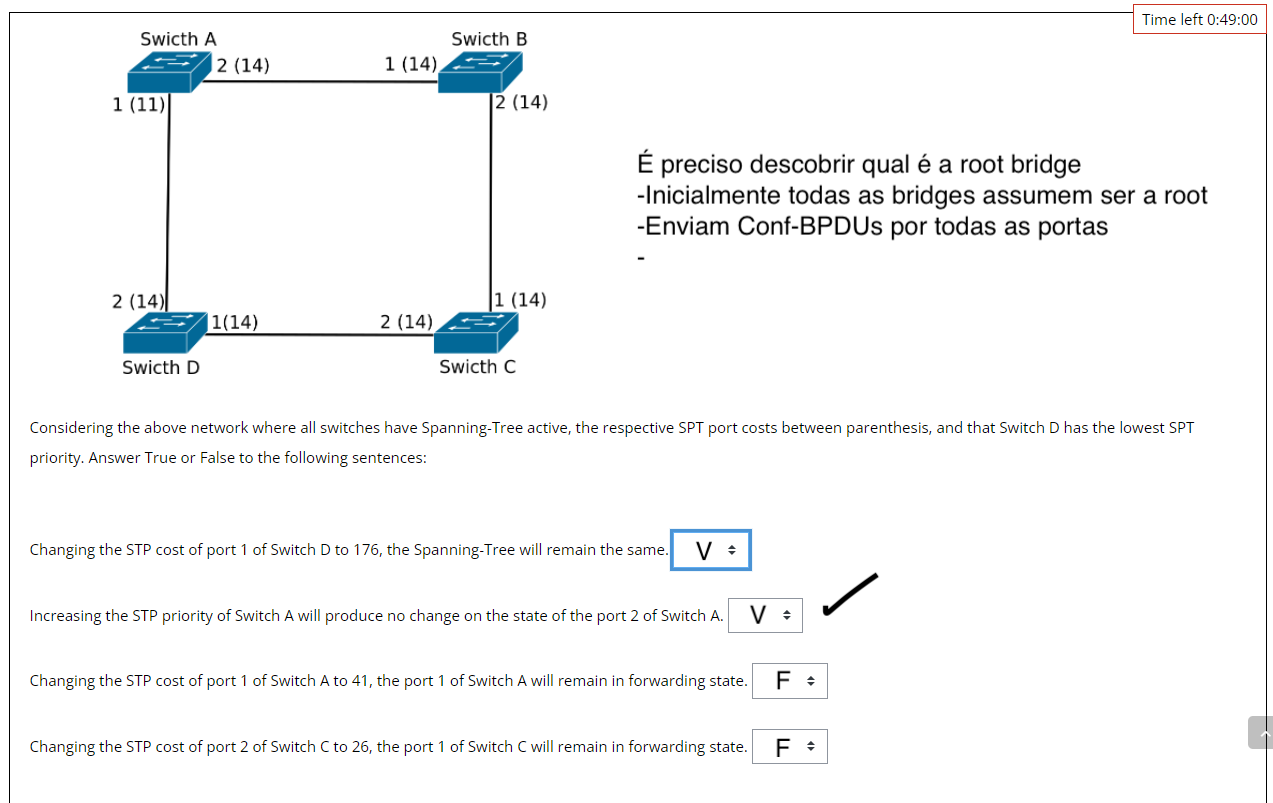 Time left 0:49:00
Swicth A
Swicth B
2 (14)
1 (14)
1 (11)
2 (14)
É preciso descobrir qual é a root bridge
-Inicialmente todas as bridges assumem ser a root
-Enviam Conf-BPDUs por todas as portas
-
2 (14)
1 (14)
1(14)
2 (14)
Swicth D
Swicth C
Considering the above network where all switches have Spanning-Tree active, the respective SPT port costs between parenthesis, and that Switch D has the lowest SPT
priority. Answer True or False to the following sentences:
Changing the STP cost of port 1 of Switch D to 176, the Spanning-Tree will remain the same. V
Increasing the STP priority of Switch A will produce no change on the state of the port 2 of Switch A. V
Changing the STP cost of port 1 of Switch A to 41, the port 1 of Switch A will remain in forwarding state. F
Changing the STP cost of port 2 of Switch C to 26, the port 1 of Switch C will remain in forwarding state. F